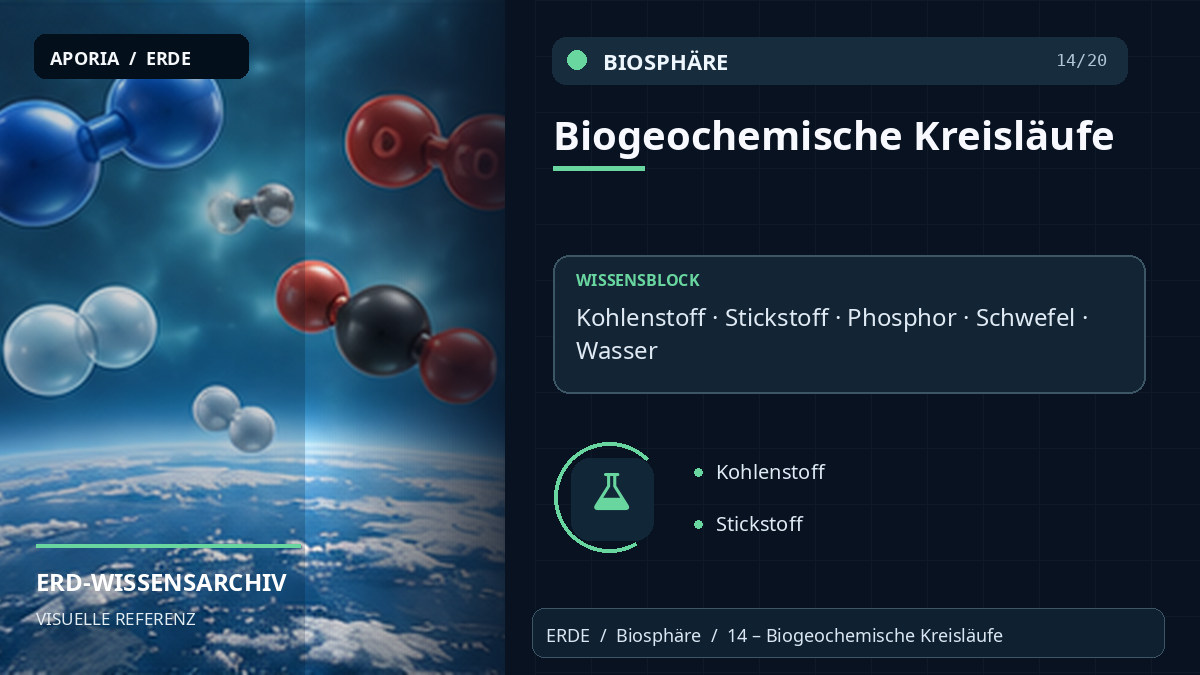 APORIA / ERDE
ERD-WISSENSARCHIV
VISUELLE REFERENZ
BIOSPHÄRE
14/20
Biogeochemische Kreisläufe
WISSENSBLOCK
Kohlenstoff · Stickstoff · Phosphor · Schwefel ·
Wasser
Kohlenstoff
Stickstoff
ERDE / Biosphäre / 14 – Biogeochemische Kreisläufe